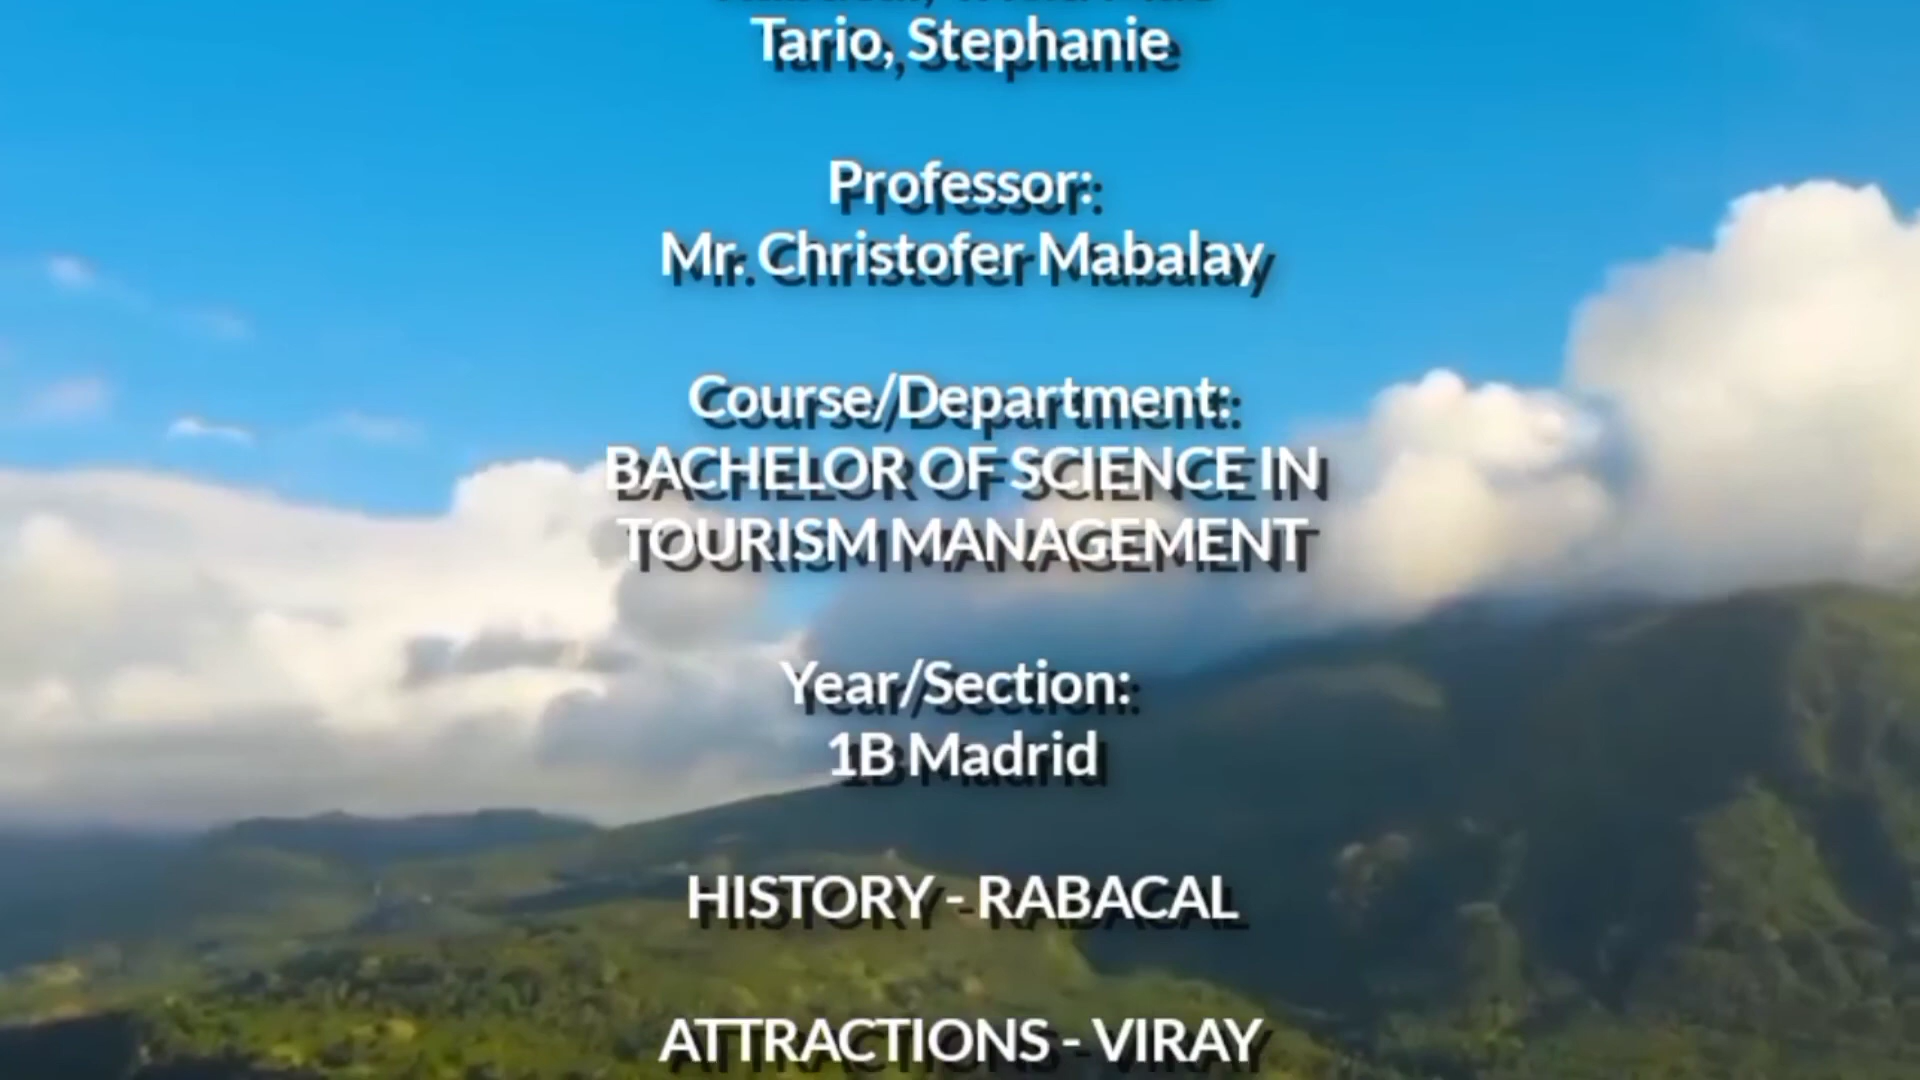 Tario, Stephanie
Professor:
Mr. Christofer Mabalay
Course/Department:
BACHELOR OF SCIENCE IN
TOURISM MANAGEMENT
Year/Section:
1B Madrid
HISTORY - RABACAL
ATTRACTIONS - VIRAY